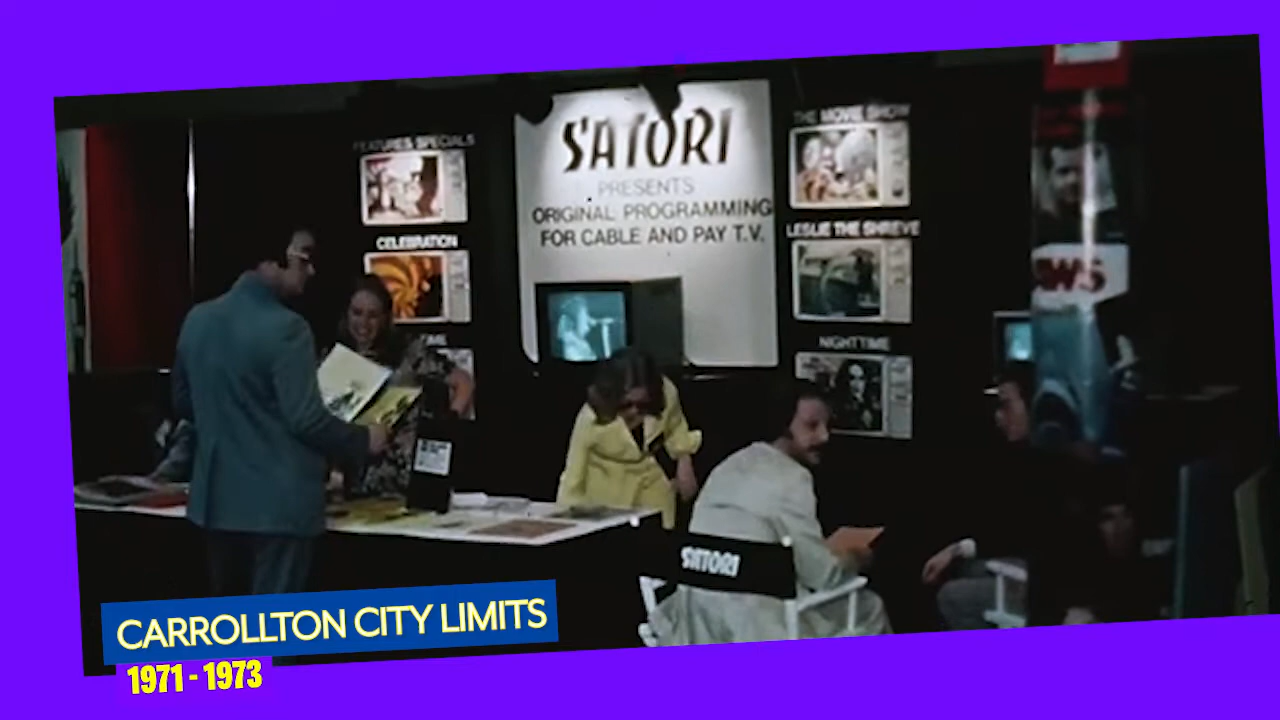 SATORI
PRESENTS
ORIGINAL PROGRAMMING
FOR CABLE AND PAY T.V.
FEATURES SPECIALS
CELEBRATION
THE MOVIE SHOW
LESLIE THE SHREVE
NIGHTTIME
SATORI
CARROLLTON CITY LIMITS
1971 - 1973